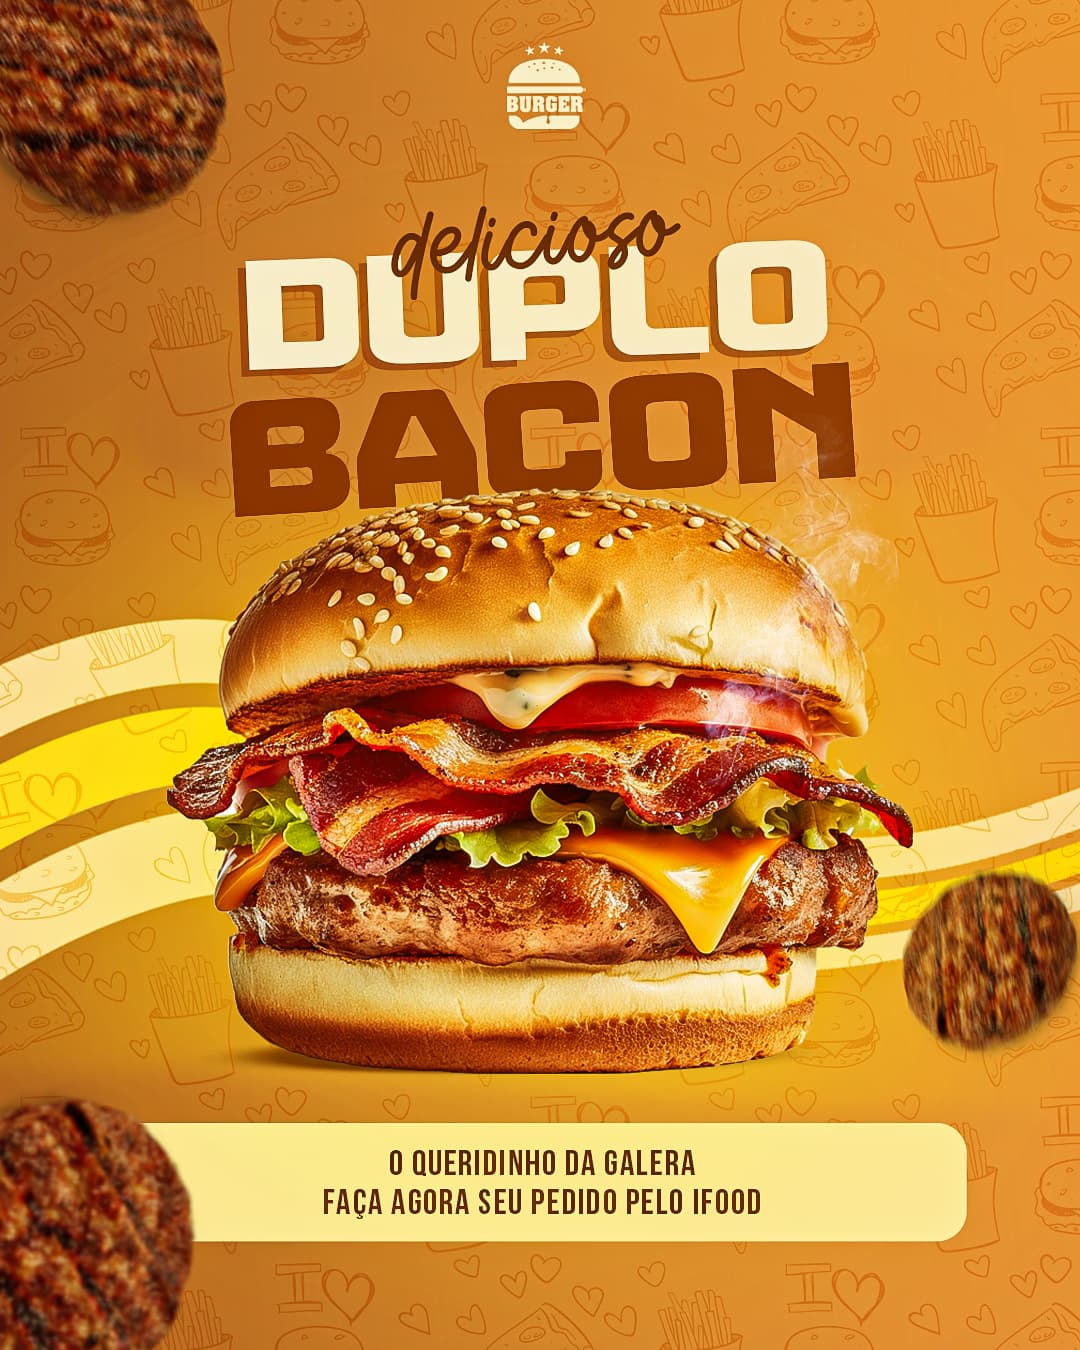 BURGER
delicioso
DUPLO
BACON
O QUERIDINHO DA GALERA
FAÇA AGORA SEU PEDIDO PELO IFOOD
I
I
I
I